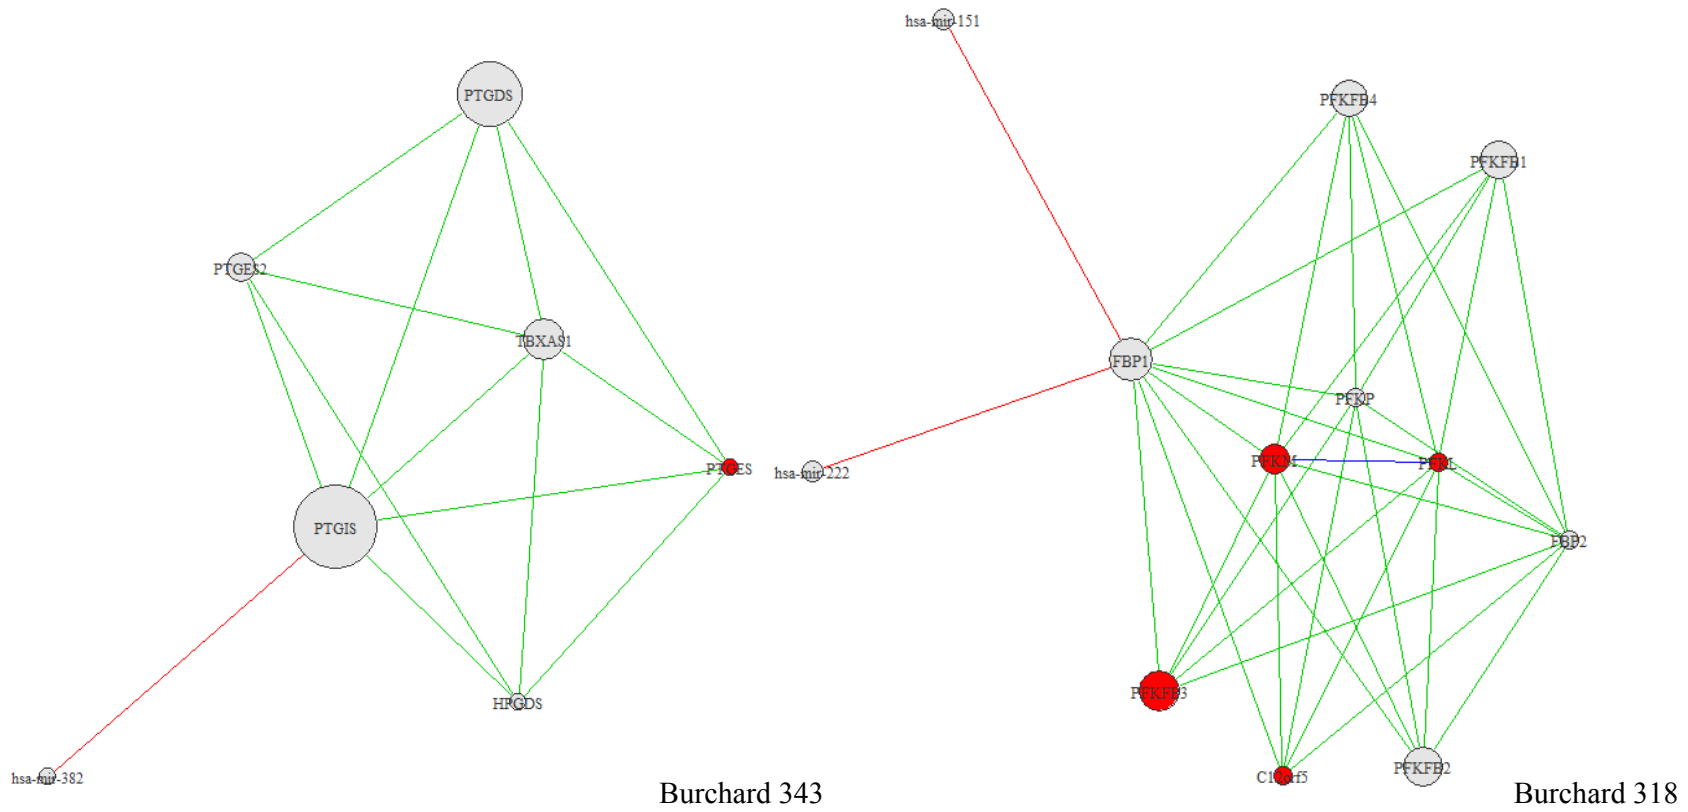 hsa-mir-151
PTGDS
PFKFB4
PFKFB1
PTGES2
TBXAS1
FBP1
PFKP
PTGES
hsa-mir-222
PFKM
PFKL
PTGIS
FBP2
HPGDS
PFKFB3
hsa-mir-382
C12orf5
PFKFB2
Burchard 343
Burchard 318